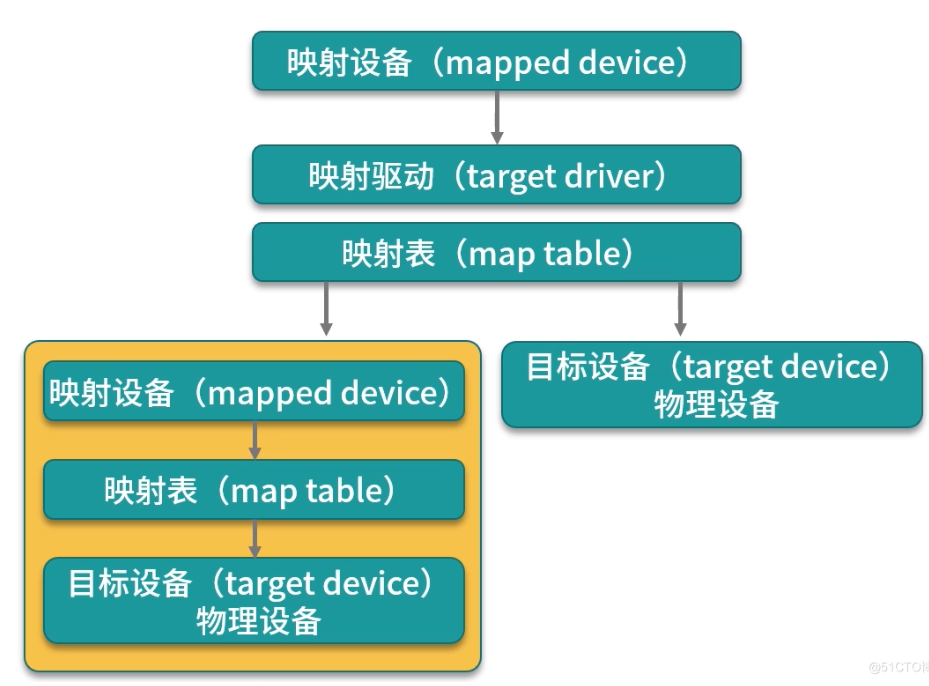 映射设备（mapped device）
映射驱动（target driver）
映射表（map table）
映射设备（mapped device）
映射表（map table）
目标设备（target device）
物理设备
目标设备（target device）
物理设备